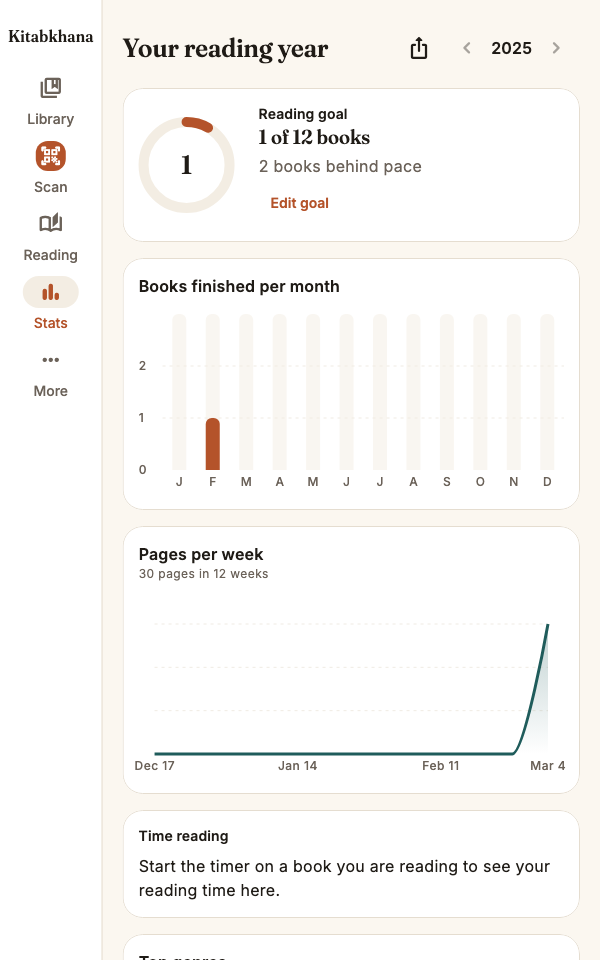 Kitabkhana
Library
Scan
Reading
Stats
More
Your reading year
2025
1
Reading goal
1 of 12 books
2 books behind pace
Edit goal
Books finished per month
2
1
0
J F M A M J J A S O N D
Pages per week
30 pages in 12 weeks
Dec 17 Jan 14 Feb 11 Mar 4
Time reading
Start the timer on a book you are reading to see your
reading time here.
Top genres